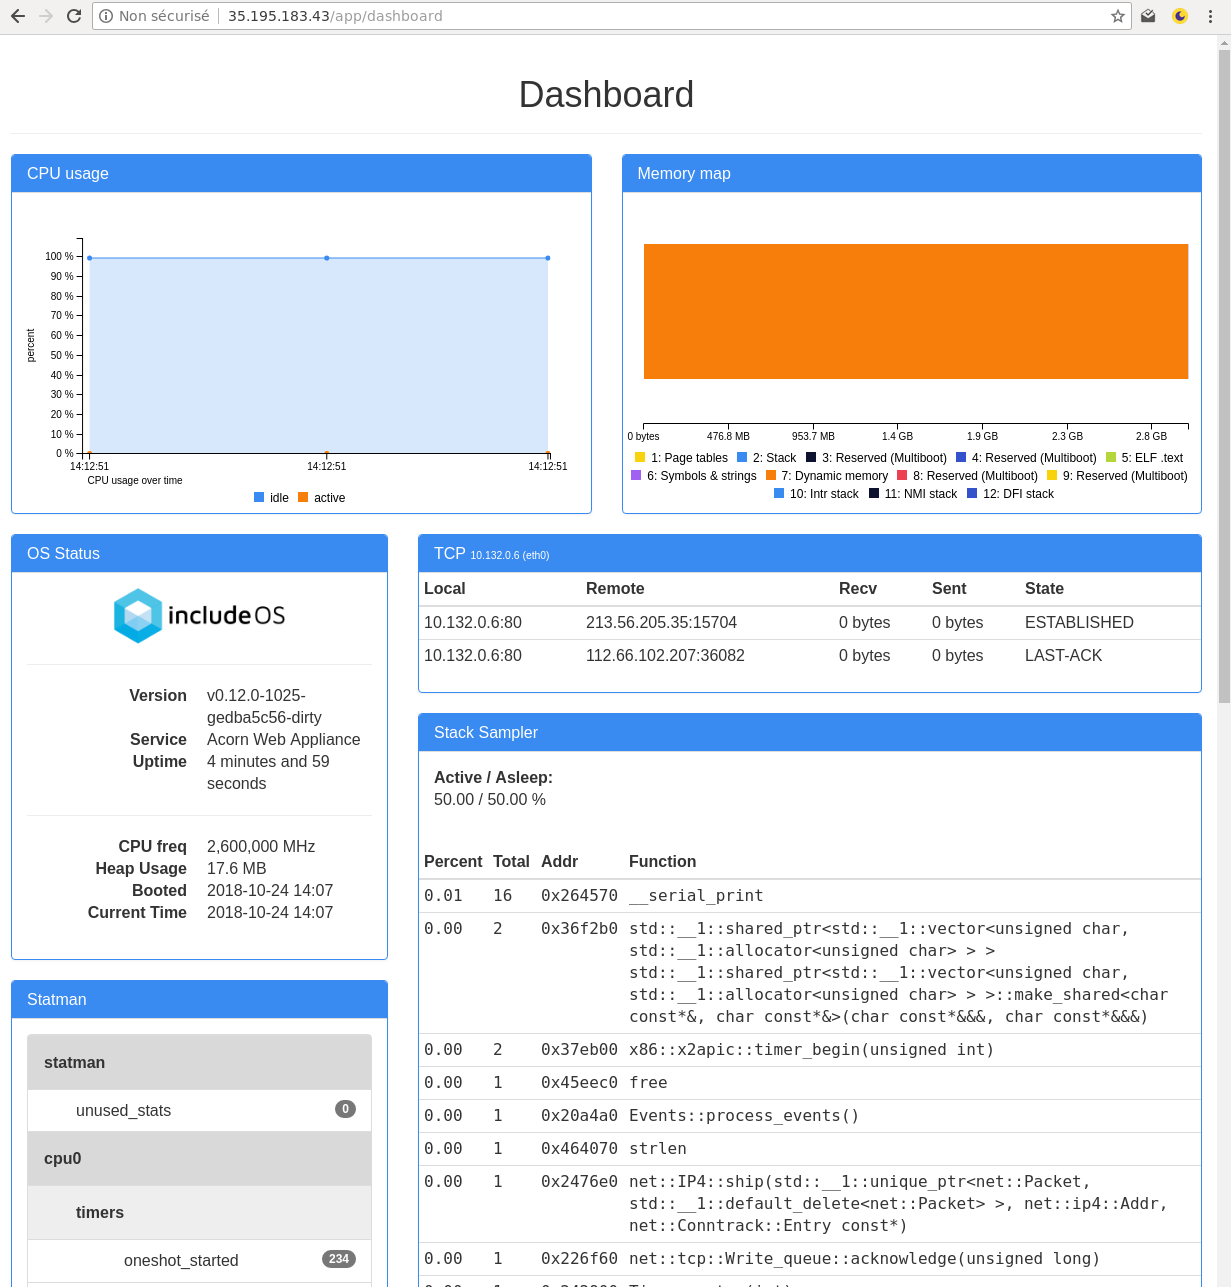 Non sécurisé 35.195.183.43/app/dashboard
Dashboard
CPU usage
100 %
90 %
80 %
70 %
60 %
50 %
40 %
30 %
20 %
10 %
0 %
percent
14:12:51 14:12:51 14:12:51
CPU usage over time
idle active
Memory map
0 bytes 476.8 MB 953.7 MB 1.4 GB 1.9 GB 2.3 GB 2.8 GB
1: Page tables 2: Stack 3: Reserved (Multiboot) 4: Reserved (Multiboot) 5: ELF .text
6: Symbols & strings 7: Dynamic memory 8: Reserved (Multiboot) 9: Reserved (Multiboot)
10: Intr stack 11: NMI stack 12: DFI stack
OS Status
includeOS
Version v0.12.0-1025-
gedba5c56-dirty
Service Acorn Web Appliance
Uptime 4 minutes and 59
seconds
CPU freq 2,600,000 MHz
Heap Usage 17.6 MB
Booted 2018-10-24 14:07
Current Time 2018-10-24 14:07
Statman
statman
unused_stats 0
cpu0
timers
oneshot_started 234
TCP 10.132.0.6 (eth0)
Local Remote Recv Sent State
10.132.0.6:80 213.56.205.35:15704 0 bytes 0 bytes ESTABLISHED
10.132.0.6:80 112.66.102.207:36082 0 bytes 0 bytes LAST-ACK
Stack Sampler
Active / Asleep:
50.00 / 50.00 %
Percent Total Addr Function
0.01 16 0x264570 __serial_print
0.00 2 0x36f2b0 std::__1::shared_ptr<std::__1::vector<unsigned char,
std::__1::allocator<unsigned char> > >
std::__1::shared_ptr<std::__1::vector<unsigned char,
std::__1::allocator<unsigned char> > >::make_shared<char
const*&, char const*&>(char const*&&&, char const*&&&)
0.00 2 0x37eb00 x86::x2apic::timer_begin(unsigned int)
0.00 1 0x45eec0 free
0.00 1 0x20a4a0 Events::process_events()
0.00 1 0x464070 strlen
0.00 1 0x2476e0 net::IP4::ship(std::__1::unique_ptr<net::Packet,
std::__1::default_delete<net::Packet> >, net::ip4::Addr,
net::Conntrack::Entry const*)
0.00 1 0x226f60 net::tcp::Write_queue::acknowledge(unsigned long)